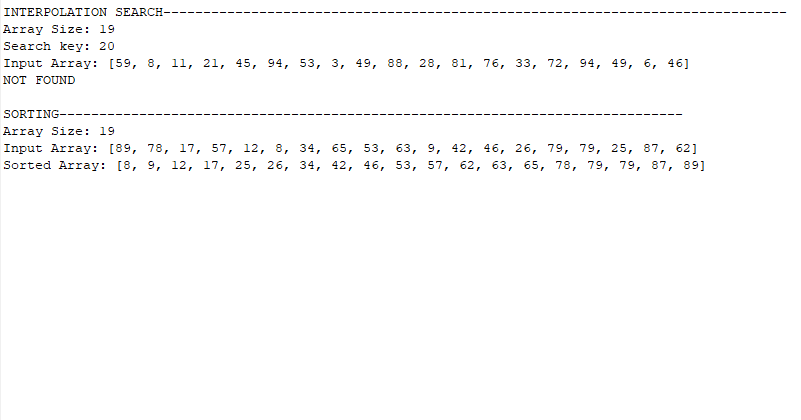 INTERPOLATION SEARCH------------------------------------------------------------------------------
Array Size: 19
Search key: 20
Input Array: [59, 8, 11, 21, 45, 94, 53, 3, 49, 88, 28, 81, 76, 33, 72, 94, 49, 6, 46]
NOT FOUND
SORTING------------------------------------------------------------------------------
Array Size: 19
Input Array: [89, 78, 17, 57, 12, 8, 34, 65, 53, 63, 9, 42, 46, 26, 79, 79, 25, 87, 62]
Sorted Array: [8, 9, 12, 17, 25, 26, 34, 42, 46, 53, 57, 62, 63, 65, 78, 79, 79, 87, 89]